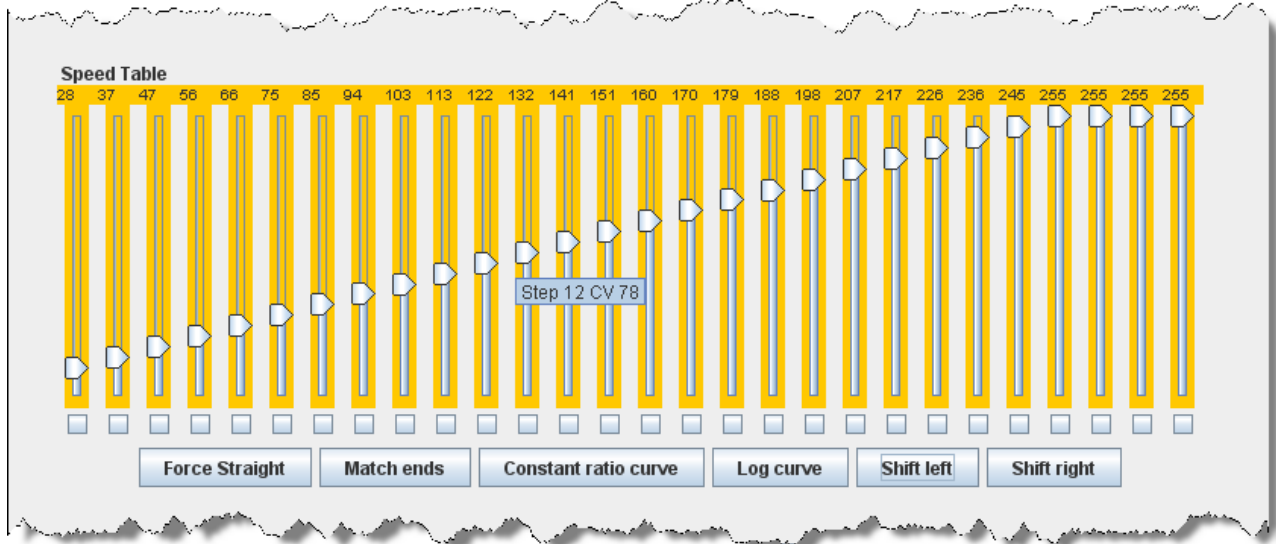 Speed Table
28 37 47 56 66 75 85 94 103 113 122 132 141 151 160 170 179 188 198 207 217 226 236 245 255 255 255 255
Step 12 CV 78
Force Straight Match ends Constant ratio curve Log curve Shift left Shift right